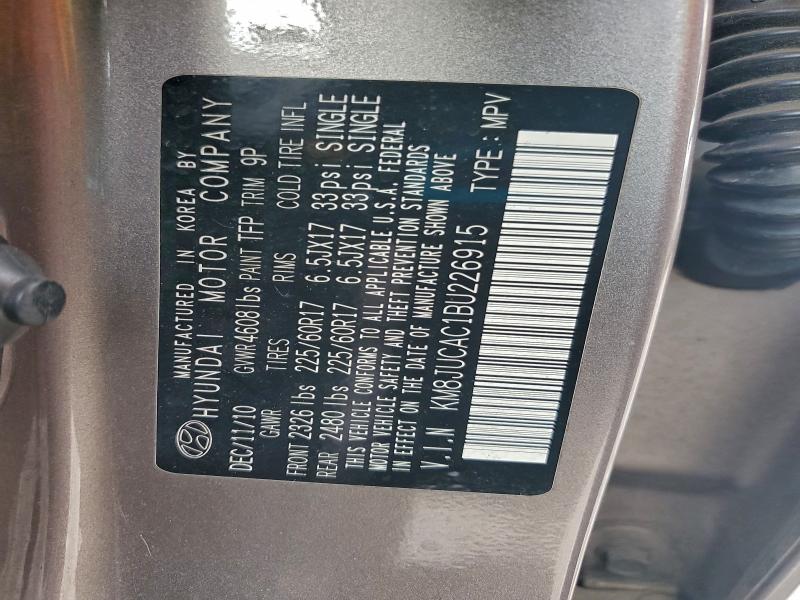 MANUFAC. IN KOREA BY
HYUNDAI MOTOR COMPANY
DEC/11/10 GVWR 4608lbs PAINT TFP TRIM 9P
GAWR TIRES RIMS COLD TIRE INFL
FRONT 2326 lbs 225/60R17 6.5JX17 33psi SINGLE
REAR 2480 lbs 225/60R17 6.5JX17 33psi SINGLE
THIS VEHICLE CONFORMS TO ALL APPLICABLE U.S.A. FEDERAL
MOTOR VEHICLE SAFETY AND THEFT PREVENTION STANDARDS
IN EFFECT ON THE DATE OF MANUFACTURE SHOWN ABOVE
V.I.N KM8JUCAC1BU226915 TYPE : MPV